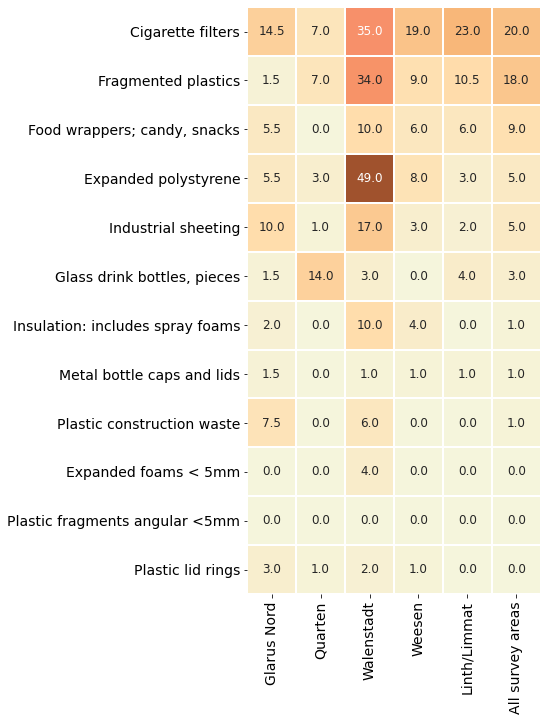 Cigarette filters 14.5 7.0 35.0 19.0 23.0 20.0
Fragmented plastics 1.5 7.0 34.0 9.0 10.5 18.0
Food wrappers; candy, snacks 5.5 0.0 10.0 6.0 6.0 9.0
Expanded polystyrene 5.5 3.0 49.0 8.0 3.0 5.0
Industrial sheeting 10.0 1.0 17.0 3.0 2.0 5.0
Glass drink bottles, pieces 1.5 14.0 3.0 0.0 4.0 3.0
Insulation: includes spray foams 2.0 0.0 10.0 4.0 0.0 1.0
Metal bottle caps and lids 1.5 0.0 1.0 1.0 1.0 1.0
Plastic construction waste 7.5 0.0 6.0 0.0 0.0 1.0
Expanded foams < 5mm 0.0 0.0 4.0 0.0 0.0 0.0
Plastic fragments angular <5mm 0.0 0.0 0.0 0.0 0.0 0.0
Plastic lid rings 3.0 1.0 2.0 1.0 0.0 0.0
Glarus Nord
Quarten
Walenstadt
Weesen
Linth/Limmat
All survey areas